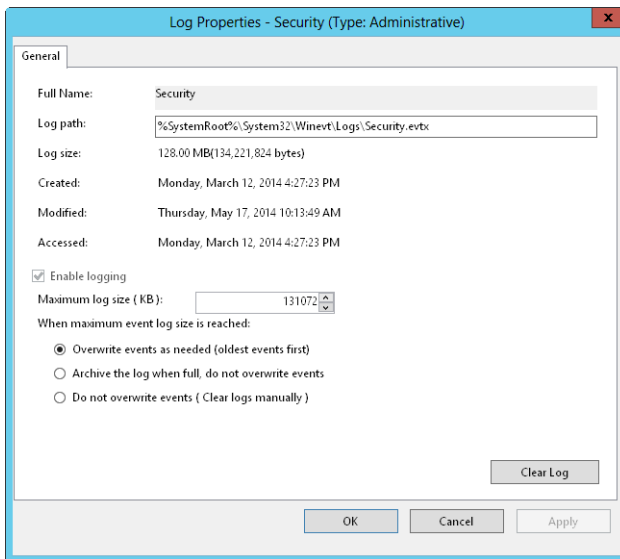 Log Properties - Security (Type: Administrative)
x
General
Full Name: Security
Log path: %SystemRoot%\System32\Winevt\Logs\Security.evtx
Log size: 128.00 MB(134,221,824 bytes)
Created: Monday, March 12, 2014 4:27:23 PM
Modified: Thursday, May 17, 2014 10:13:49 AM
Accessed: Monday, March 12, 2014 4:27:23 PM
Enable logging
Maximum log size ( KB ): 131072
When maximum event log size is reached:
Overwrite events as needed (oldest events first)
Archive the log when full, do not overwrite events
Do not overwrite events ( Clear logs manually )
Clear Log
OK Cancel Apply